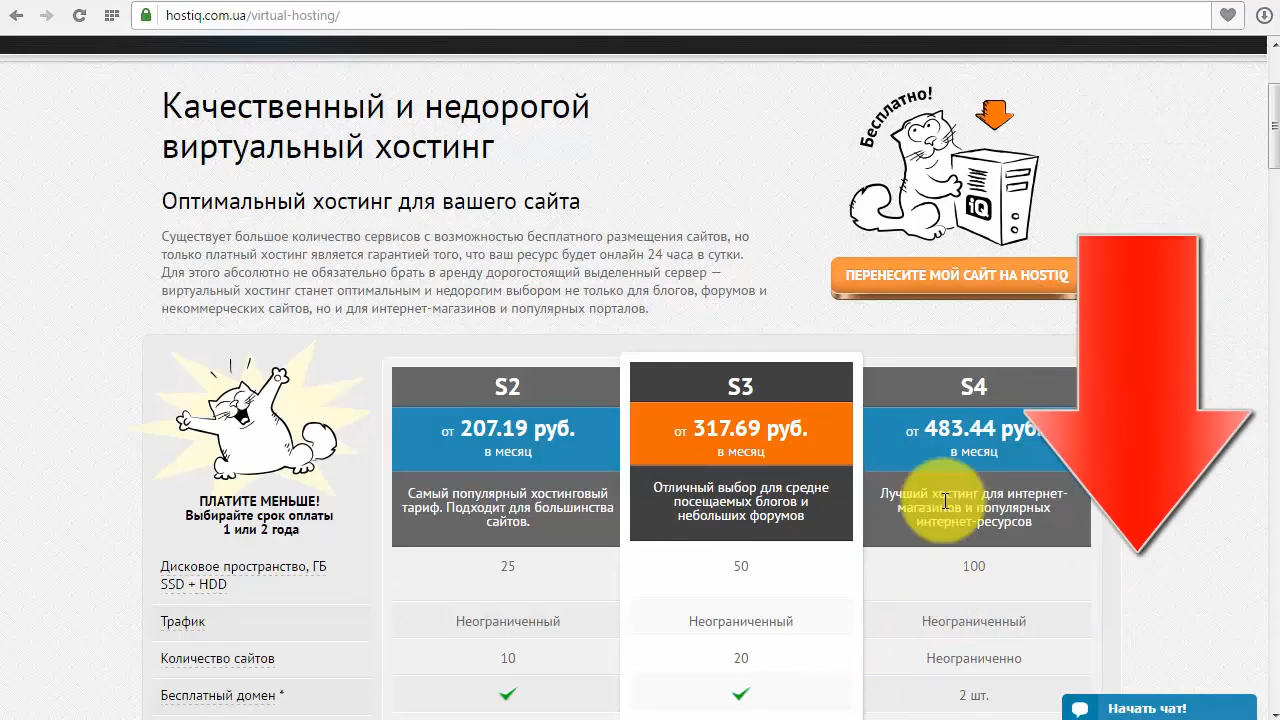 hostiq.com.ua/virtual-hosting/
Качественный и недорогой
виртуальный хостинг
Бесплатно!
iQ
Оптимальный хостинг для вашего сайта
Существует большое количество сервисов с возможностью бесплатного размещения сайтов, но
только платный хостинг является гарантией того, что ваш ресурс будет онлайн 24 часа в сутки.
Для этого абсолютно не обязательно брать в аренду дорогостоящий выделенный сервер —
виртуальный хостинг станет оптимальным и недорогим выбором не только для блогов, форумов и
некоммерческих сайтов, но и для интернет-магазинов и популярных порталов.
ПЕРЕНЕСИТЕ МОЙ САЙТ НА HOSTIQ
ПЛАТИТЕ МЕНЬШЕ!
Выбирайте срок оплаты
1 или 2 года
S2
от 207.19 руб.
в месяц
Самый популярный хостинговый
тариф. Подходит для большинства
сайтов.
S3
от 317.69 руб.
в месяц
Отличный выбор для средне
посещаемых блогов и
небольших форумов
S4
от 483.44 руб.
в месяц
Лучший хостинг для интернет-
магазинов и популярных
интернет-ресурсов
Дисковое пространство, ГБ
SSD + HDD
25
50
100
Трафик
Неограниченный
Неограниченный
Неограниченный
Количество сайтов
10
20
Неограниченно
Бесплатный домен *
2 шт.
Начать чат!